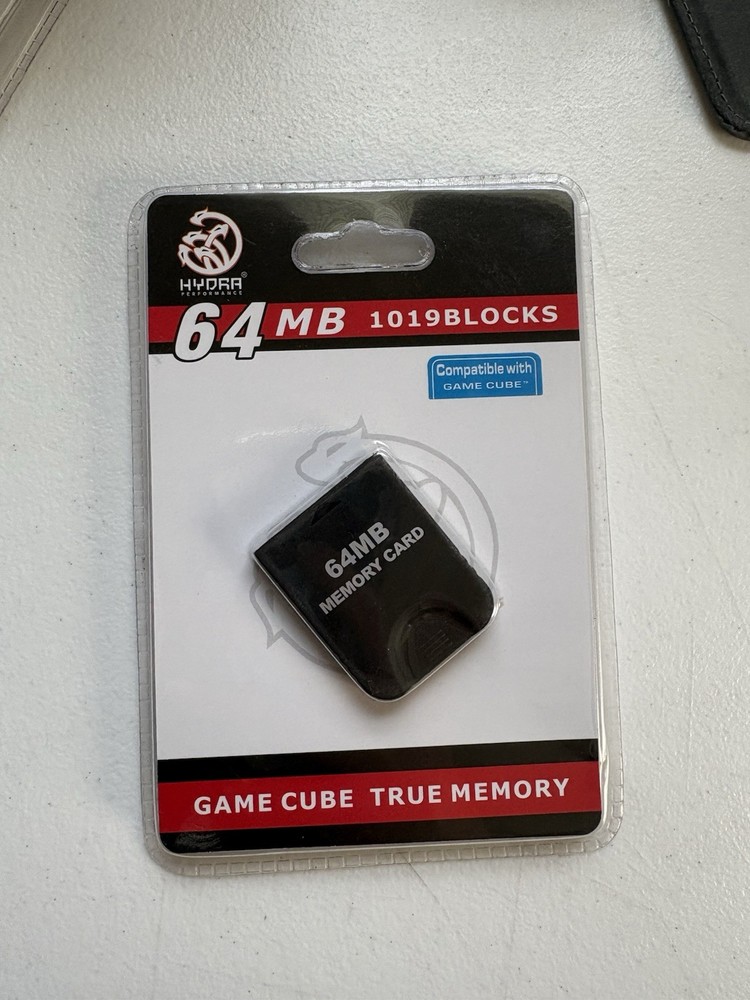 HYDRA®
PERFORMANCE
64 MB 1019BLOCKS
Compatible with
GAME CUBE™
64MB
MEMORY CARD
GAME CUBE TRUE MEMORY